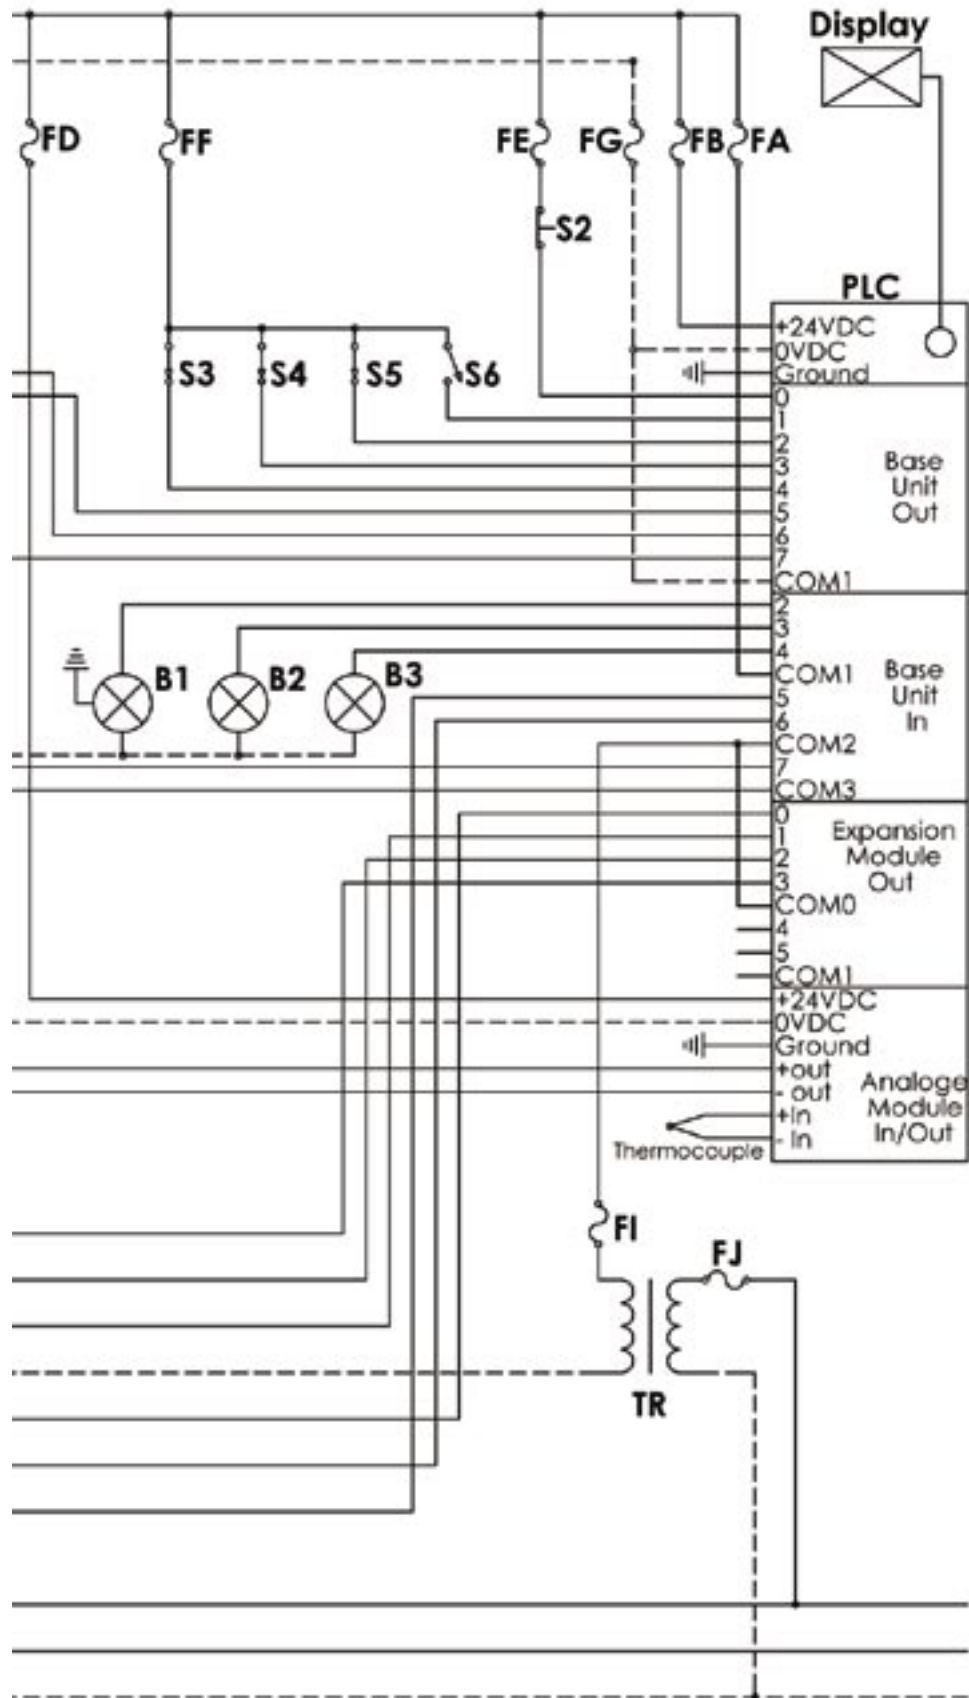 Display
FD
FF
FE
FG
FB
FA
S2
PLC
+24VDC
0VDC
Ground
S3
S4
S5
S6
0
1
2
3
4
5
6
7
COM1
Base
Unit
Out
2
3
4
COM1
5
6
COM2
7
COM3
Base
Unit
In
B1
B2
B3
0
1
2
3
COM0
4
5
COM1
Expansion
Module
Out
+24VDC
0VDC
Ground
+out
- out
+In
- In
Analoge
Module
In/Out
Thermocouple
FI
FJ
TR